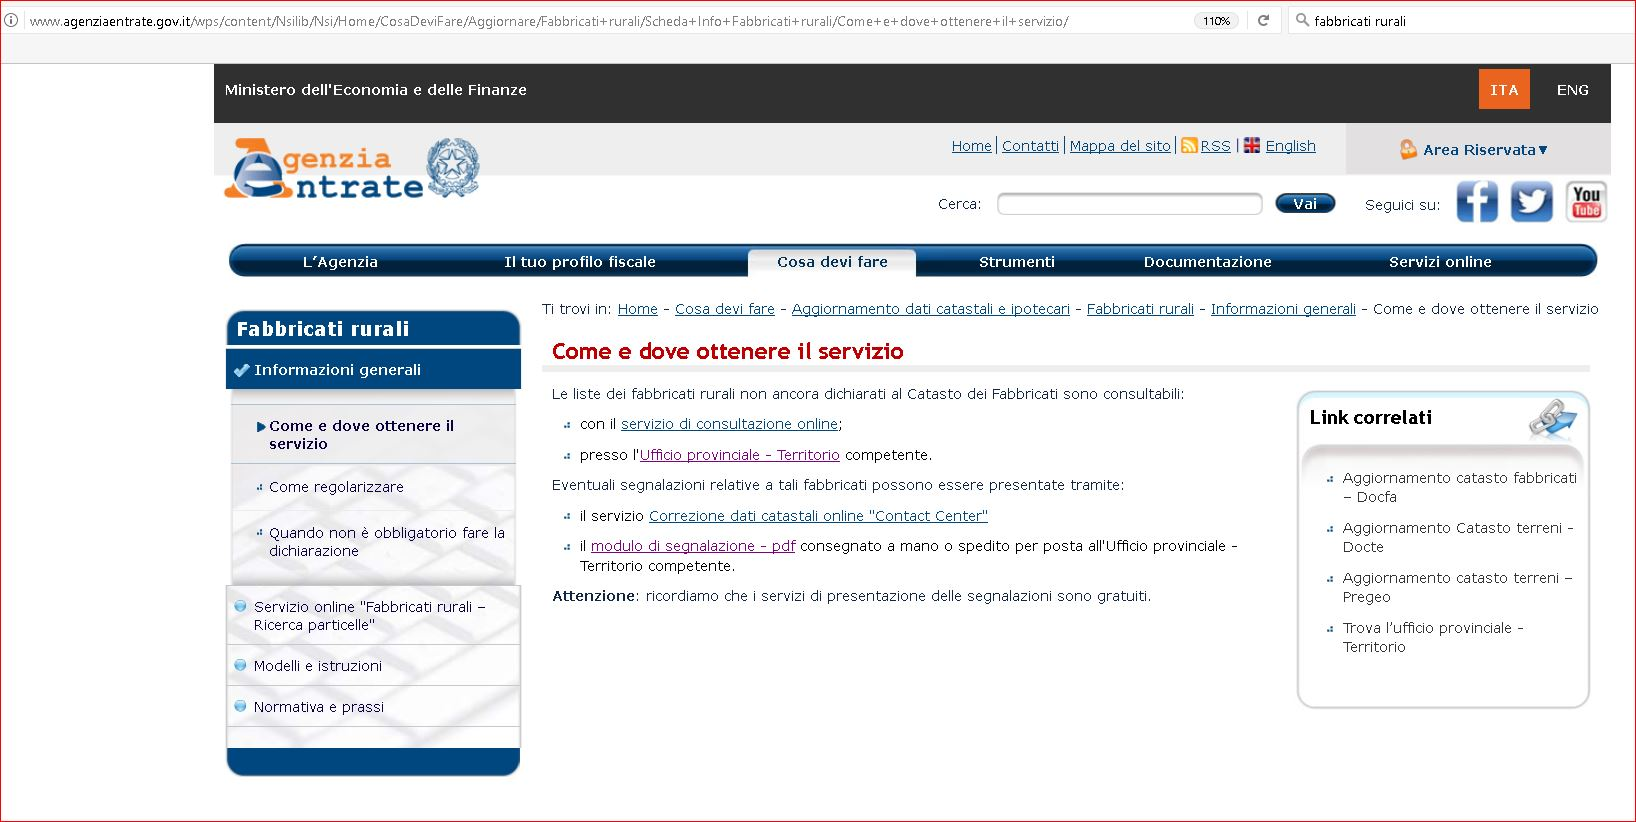 www.agenziaentrate.gov.it/wps/content/Nsilib/Nsi/Home/CosaDeviFare/Aggiornare/Fabbricati+rurali/Scheda+Info+Fabbricati+rurali/Come+e+dove+ottenere+il+servizio/ 110% fabbricati rurali
Ministero dell'Economia e delle Finanze ITA ENG
Agenzia
Entrate
Home | Contatti | Mappa del sito | RSS | English
Area Riservata▼
Cerca: Vai Seguici su: You Tube
L'Agenzia Il tuo profilo fiscale Cosa devi fare Strumenti Documentazione Servizi online
Ti trovi in: Home - Cosa devi fare - Aggiornamento dati catastali e ipotecari - Fabbricati rurali - Informazioni generali - Come e dove ottenere il servizio
Fabbricati rurali
Informazioni generali
Come e dove ottenere il
servizio
Come regolarizzare
Quando non è obbligatorio fare la
dichiarazione
Servizio online "Fabbricati rurali –
Ricerca particelle"
Modelli e istruzioni
Normativa e prassi
Come e dove ottenere il servizio
Le liste dei fabbricati rurali non ancora dichiarati al Catasto dei Fabbricati sono consultabili:
con il servizio di consultazione online;
presso l'Ufficio provinciale - Territorio competente.
Eventuali segnalazioni relative a tali fabbricati possono essere presentate tramite:
il servizio Correzione dati catastali online "Contact Center"
il modulo di segnalazione - pdf consegnato a mano o spedito per posta all'Ufficio provinciale -
Territorio competente.
Attenzione: ricordiamo che i servizi di presentazione delle segnalazioni sono gratuiti.
Link correlati
Aggiornamento catasto fabbricati
– Docfa
Aggiornamento Catasto terreni -
Docte
Aggiornamento catasto terreni –
Pregeo
Trova l'ufficio provinciale -
Territorio